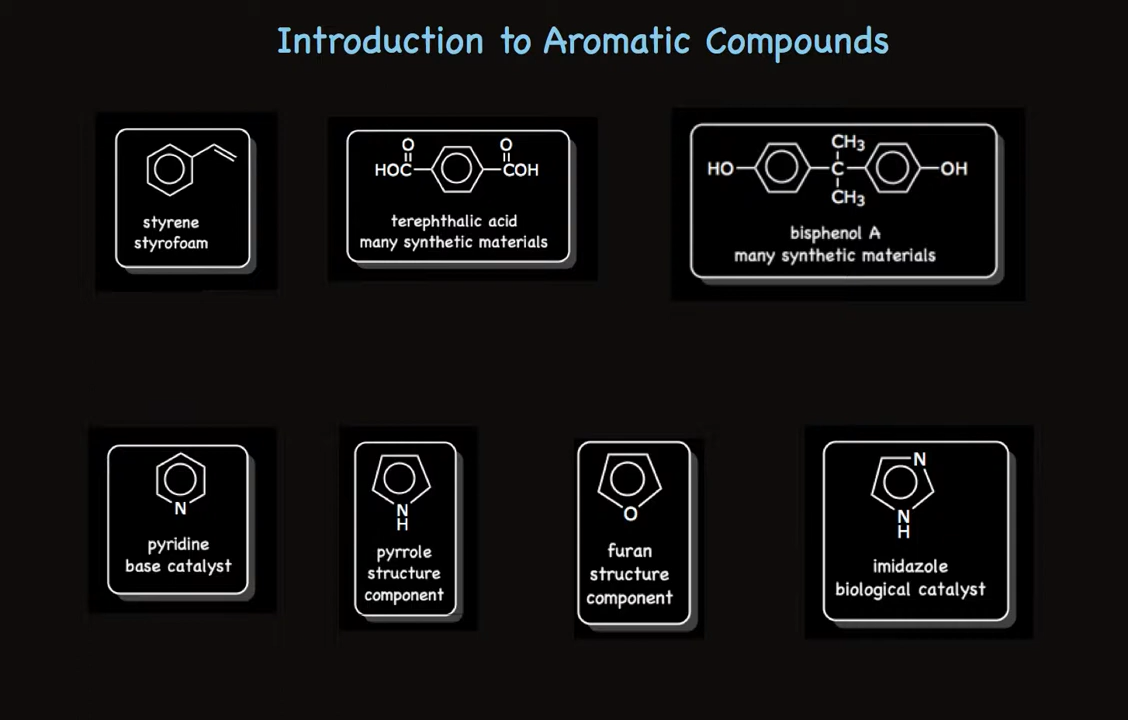 Introduction to Aromatic Compounds
styrene
styrofoam
O
O
HOC
COH
terephthalic acid
many synthetic materials
CH3
HO
C
OH
CH3
bisphenol A
many synthetic materials
N
pyridine
base catalyst
N
H
pyrrole
structure
component
O
furan
structure
component
N
N
H
imidazole
biological catalyst